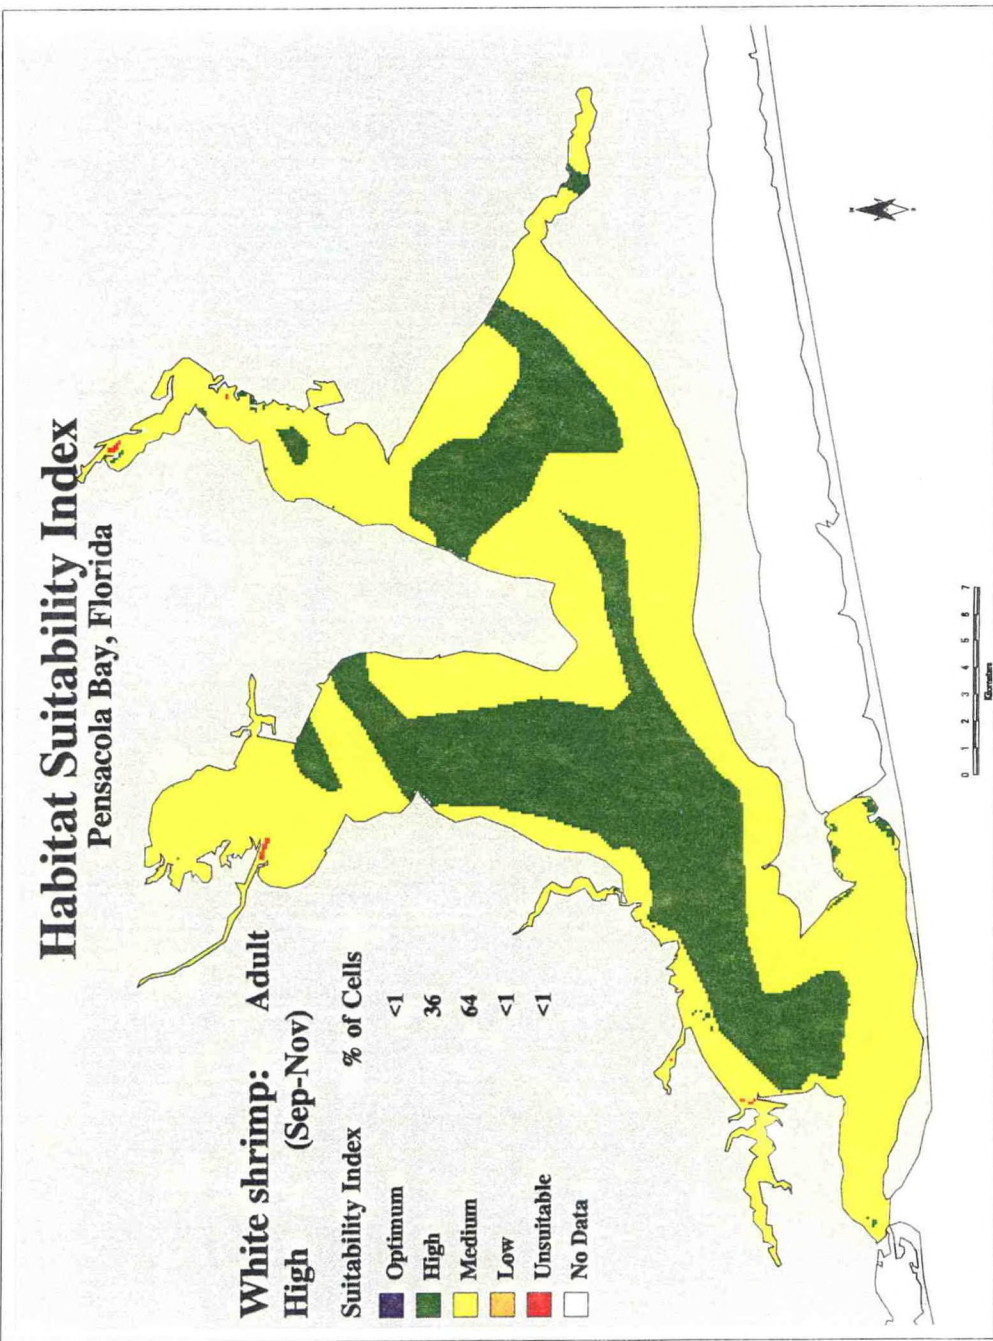 Habitat Suitability Index
Pensacola Bay, Florida
White shrimp: Adult
High (Sep-Nov)
Suitability Index % of Cells
Optimum <1
High 36
Medium 64
Low <1
Unsuitable <1
No Data
0 1 2 3 4 5 6 7
Kilometers